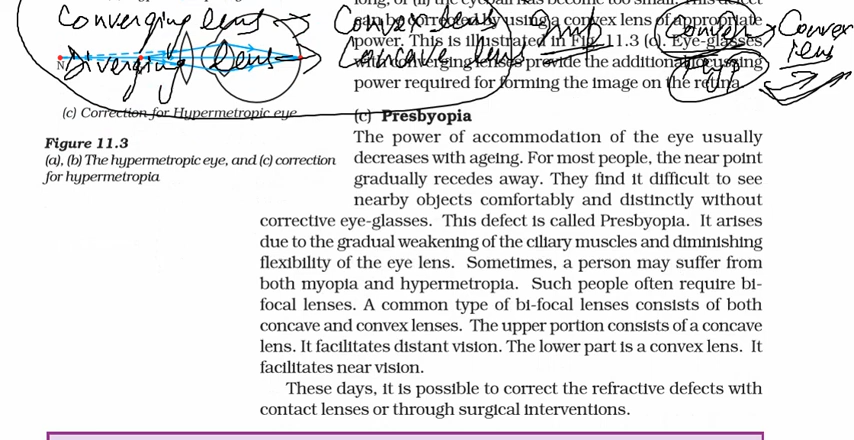 Converging lens → Convex lens
Diverging lens → Concave lens
Convex
lens
can be corrected by using a convex lens of appropriate
power. This is illustrated in Fig. 11.3 (c). Eye-glasses
with converging lenses provide the additional focussing
power required for forming the image on the retina.
N
(c) Correction for Hypermetropic eye
Figure 11.3
(a), (b) The hypermetropic eye, and (c) correction
for hypermetropia
(c) Presbyopia
The power of accommodation of the eye usually
decreases with ageing. For most people, the near point
gradually recedes away. They find it difficult to see
nearby objects comfortably and distinctly without
corrective eye-glasses. This defect is called Presbyopia. It arises
due to the gradual weakening of the ciliary muscles and diminishing
flexibility of the eye lens. Sometimes, a person may suffer from
both myopia and hypermetropia. Such people often require bi-
focal lenses. A common type of bi-focal lenses consists of both
concave and convex lenses. The upper portion consists of a concave
lens. It facilitates distant vision. The lower part is a convex lens. It
facilitates near vision.
These days, it is possible to correct the refractive defects with
contact lenses or through surgical interventions.